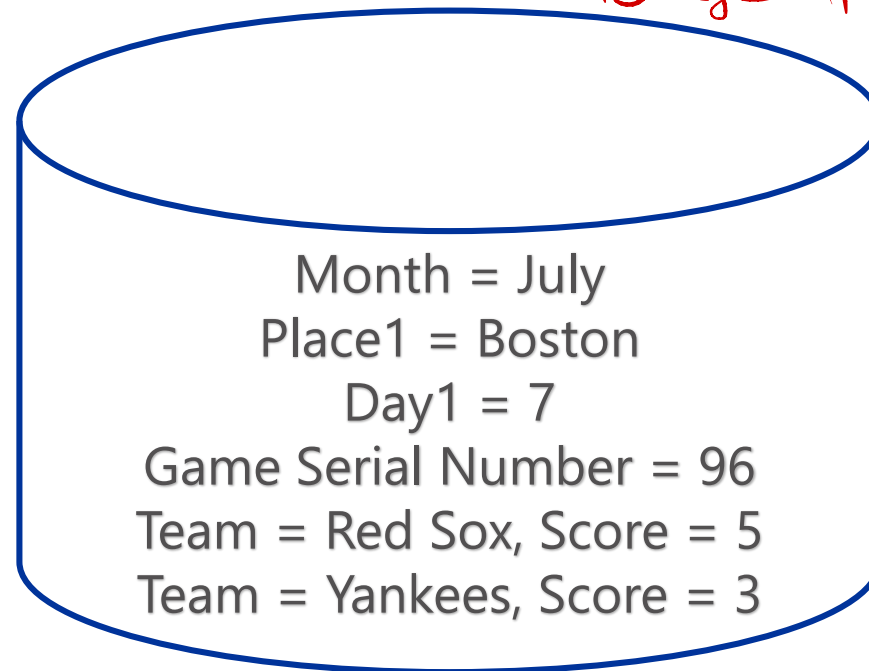 Month = July
Place1 = Boston
Day1 = 7
Game Serial Number = 96
Team = Red Sox, Score = 5
Team = Yankees, Score = 3